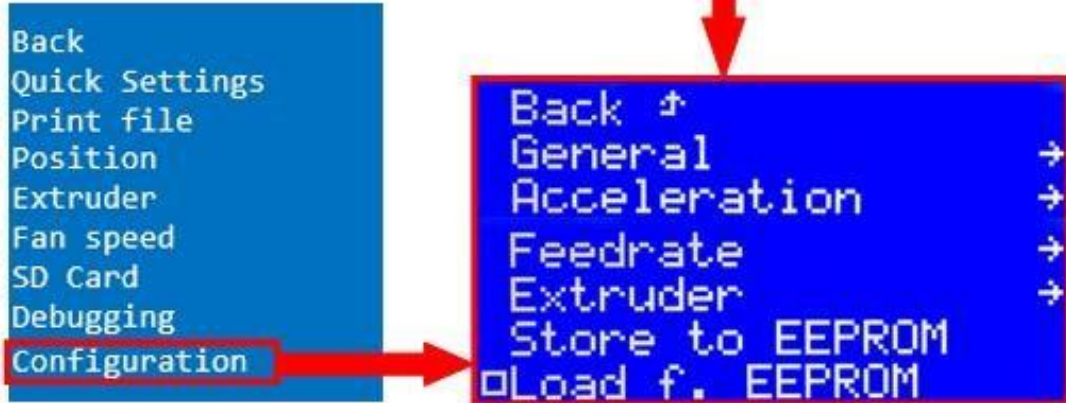 Back
Quick Settings
Print file
Position
Extruder
Fan speed
SD Card
Debugging
Configuration
Back
General
Acceleration
Feedrate
Extruder
Store to EEPROM
Load f. EEPROM